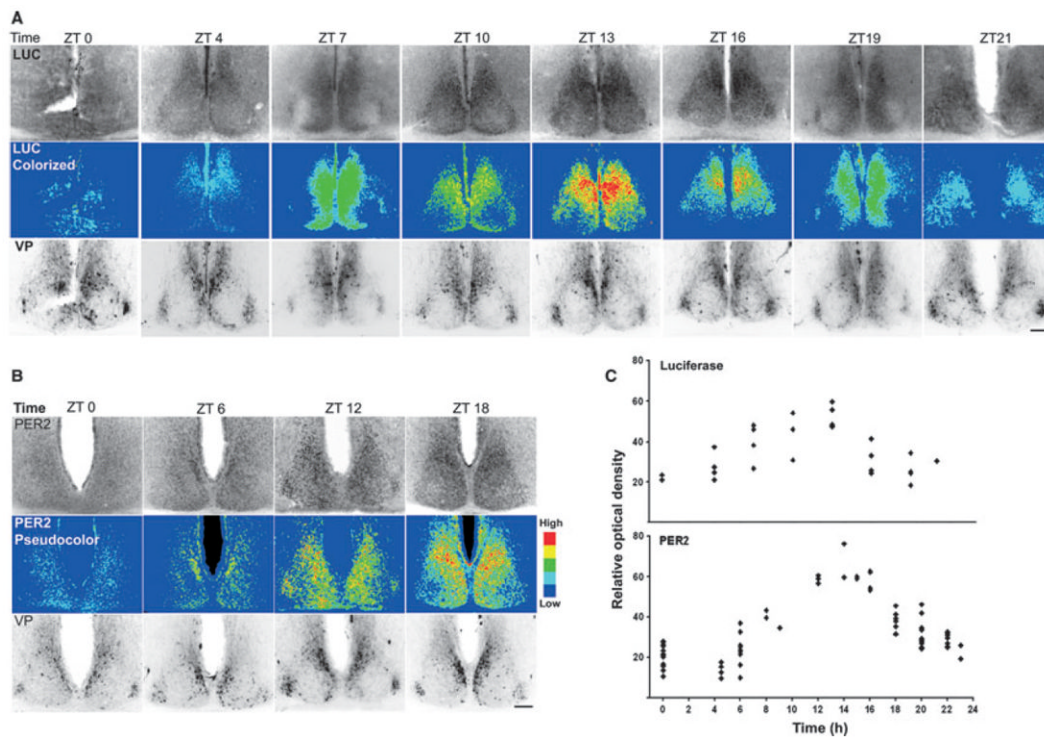 A
Time ZT 0 ZT 4 ZT 7 ZT 10 ZT 13 ZT 16 ZT19 ZT21
LUC
LUC
Colorized
VP
B
Time ZT 0 ZT 6 ZT 12 ZT 18
PER2
PER2
Pseudocolor
High
Low
VP
C
Relative optical density
Luciferase
80
60
40
20
PER2
80
60
40
20
0 2 4 6 8 10 12 14 16 18 20 22 24
Time (h)